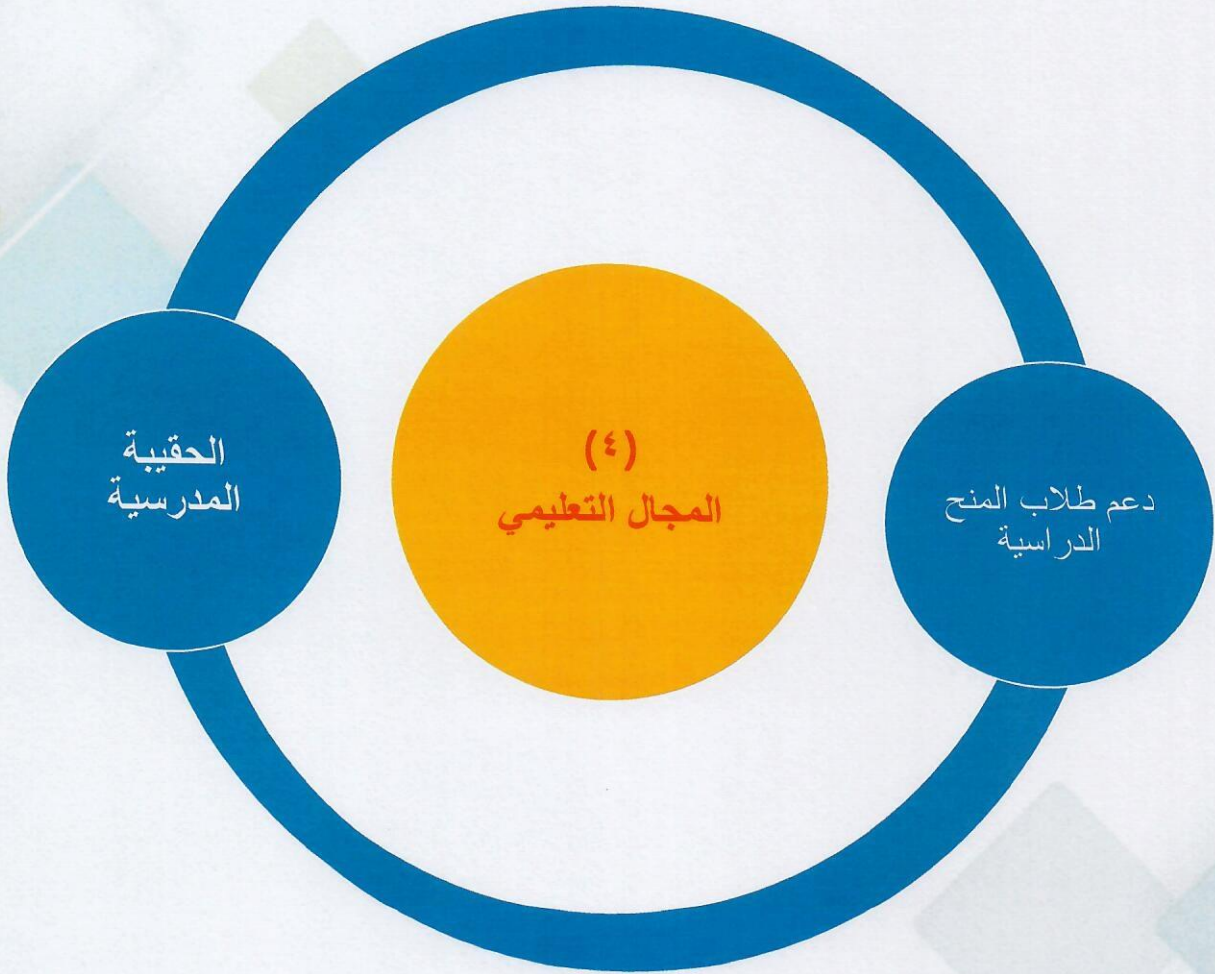 (٤)
المجال التعليمي
دعم طلاب المنح
الدراسية
الحقيبة
المدرسية